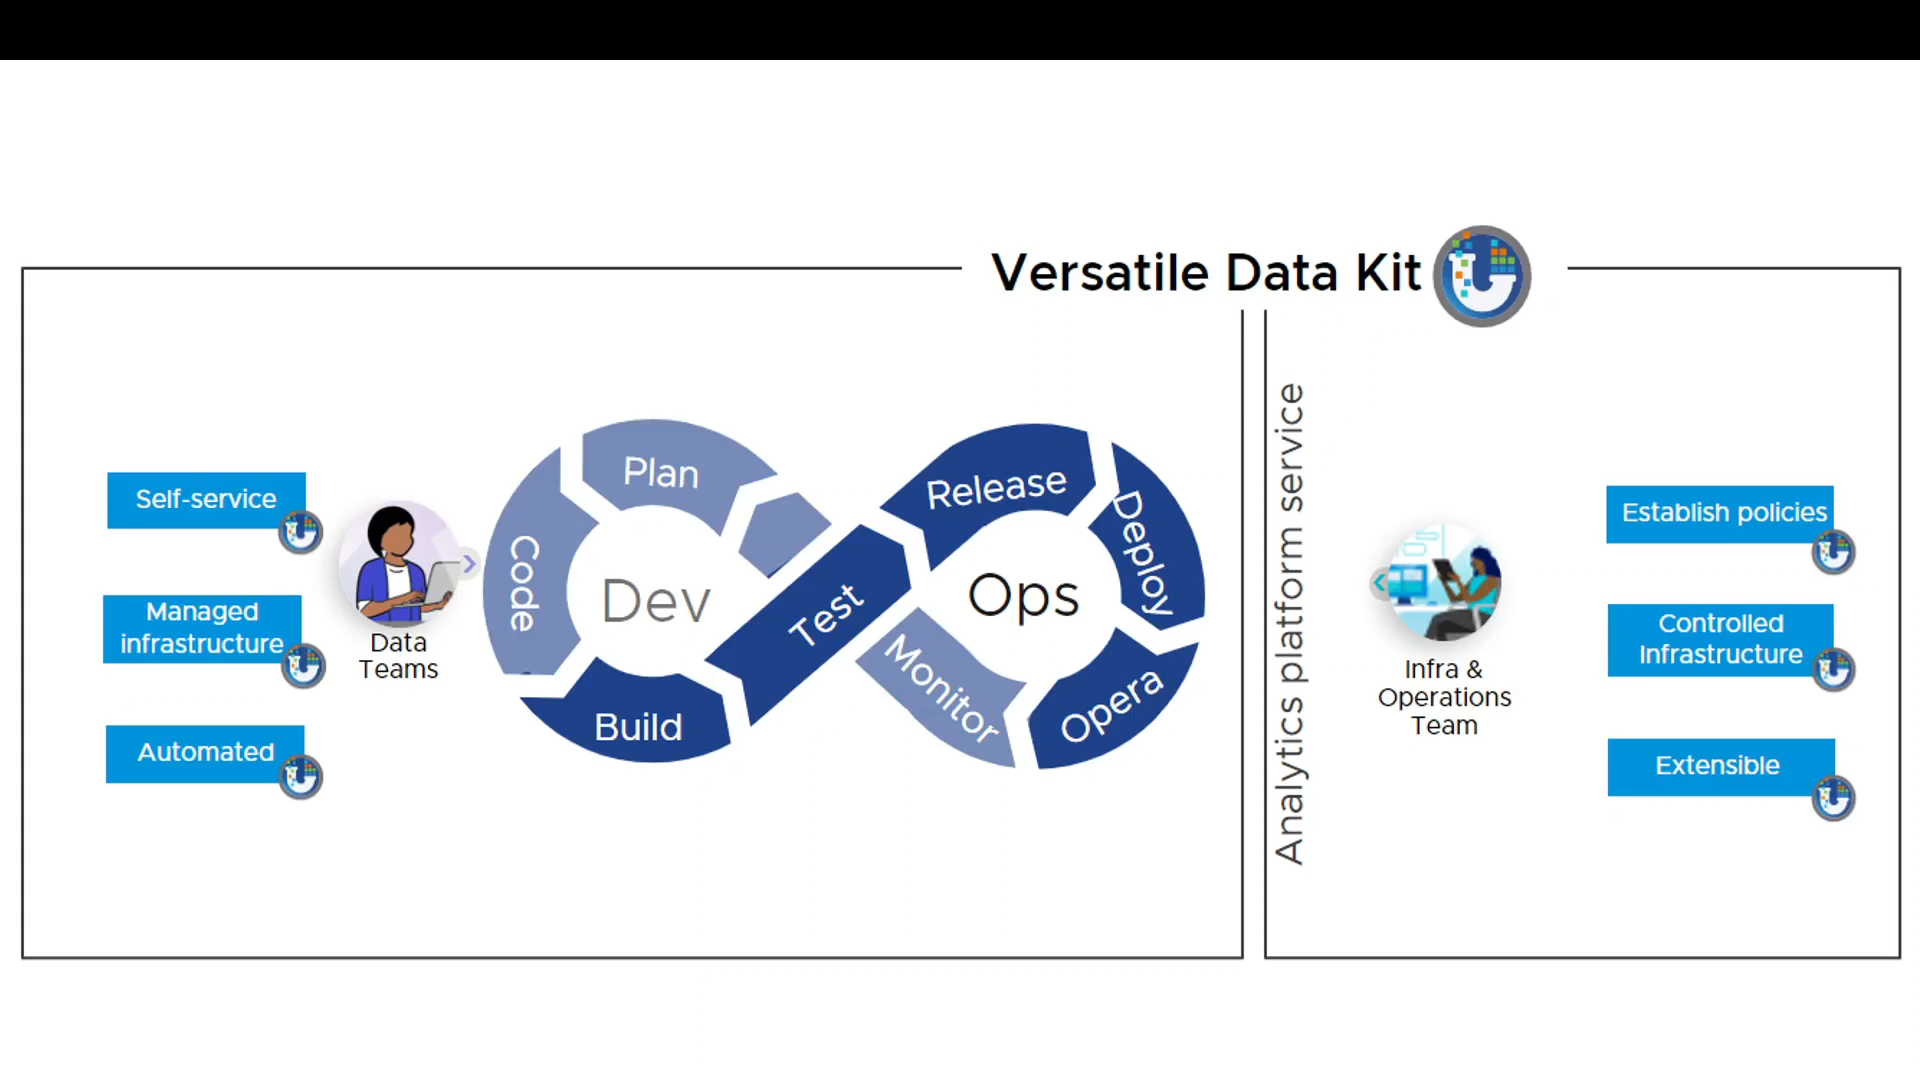 Versatile Data Kit
Self-service
Managed
infrastructure
Automated
Data
Teams
Plan
Code
Dev
Build
Test
Release
Deploy
Ops
Opera
Monitor
Analytics platform service
Infra &
Operations
Team
Establish policies
Controlled
Infrastructure
Extensible